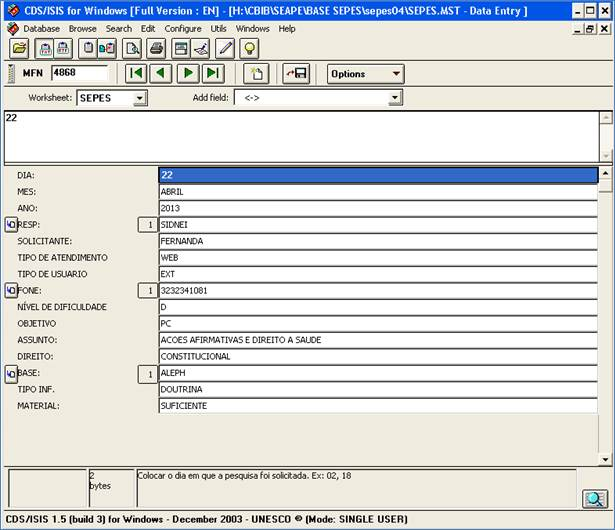 CDS/ISIS for Windows [Full Version : EN] - [H:\CBIB\SEAPE\BASE SEPES\sepes04\SEPES.MST - Data Entry ]
Database Browse Search Edit Configure Utils Windows Help
MFN 4868 Options
Worksheet: SEPES Add field: <->
22
DIA: 22
MES: ABRIL
ANO: 2013
RESP: 1 SIDNEI
SOLICITANTE: FERNANDA
TIPO DE ATENDIMENTO WEB
TIPO DE USUARIO EXT
FONE: 1 3232341081
NÍVEL DE DIFICULDADE D
OBJETIVO PC
ASSUNTO: ACOES AFIRMATIVAS E DIREITO A SAUDE
DIREITO: CONSTITUCIONAL
BASE: 1 ALEPH
TIPO INF. DOUTRINA
MATERIAL: SUFICIENTE
2 bytes Colocar o dia em que a pesquisa foi solicitada. Ex: 02, 18
CDS/ISIS 1.5 (build 3) for Windows - December 2003 - UNESCO © (Mode: SINGLE USER)